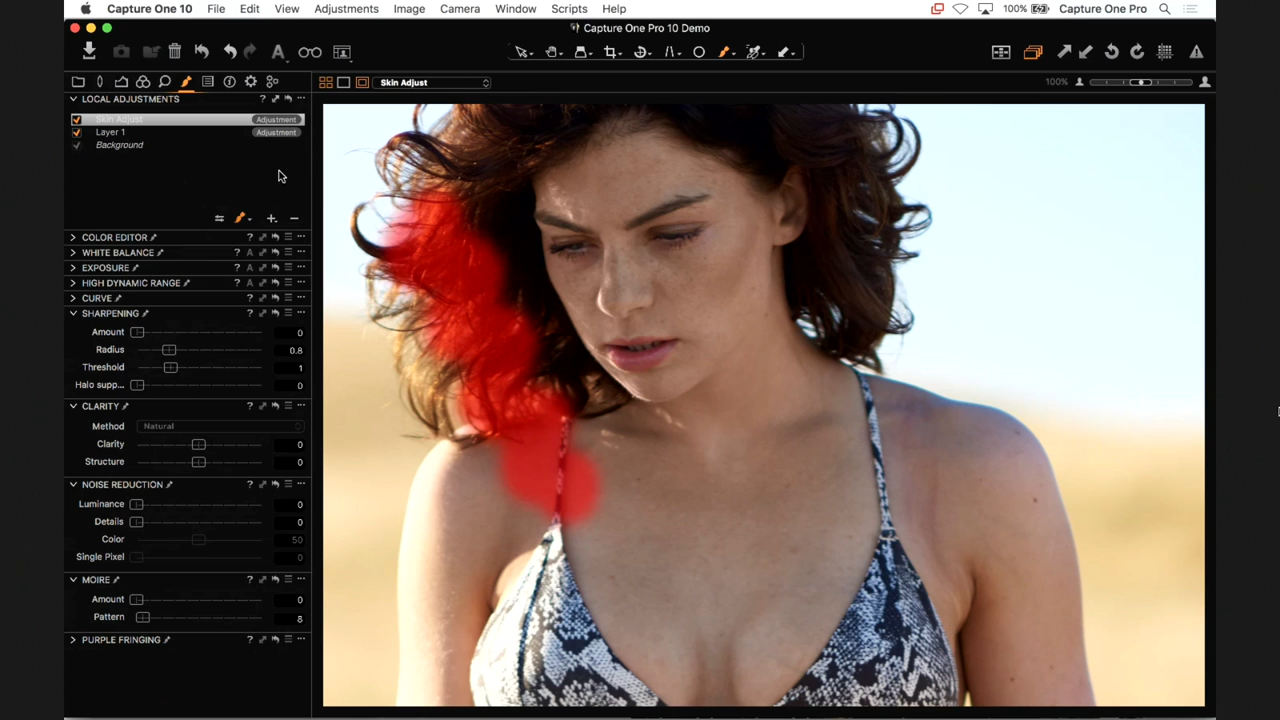 Capture One 10 File Edit View Adjustments Image Camera Window Scripts Help 100% Capture One Pro
Capture One Pro 10 Demo
Skin Adjust
100%
LOCAL ADJUSTMENTS ?
Skin Adjust Adjustment
Layer 1 Adjustment
Background
COLOR EDITOR ?
WHITE BALANCE ? A
EXPOSURE ? A
HIGH DYNAMIC RANGE ? A
CURVE ?
SHARPENING ?
Amount 0
Radius 0.8
Threshold 1
Halo supp... 0
CLARITY ?
Method Natural
Clarity 0
Structure 0
NOISE REDUCTION ?
Luminance 0
Details 0
Color 50
Single Pixel 0
MOIRE ?
Amount 0
Pattern 8
PURPLE FRINGING ?